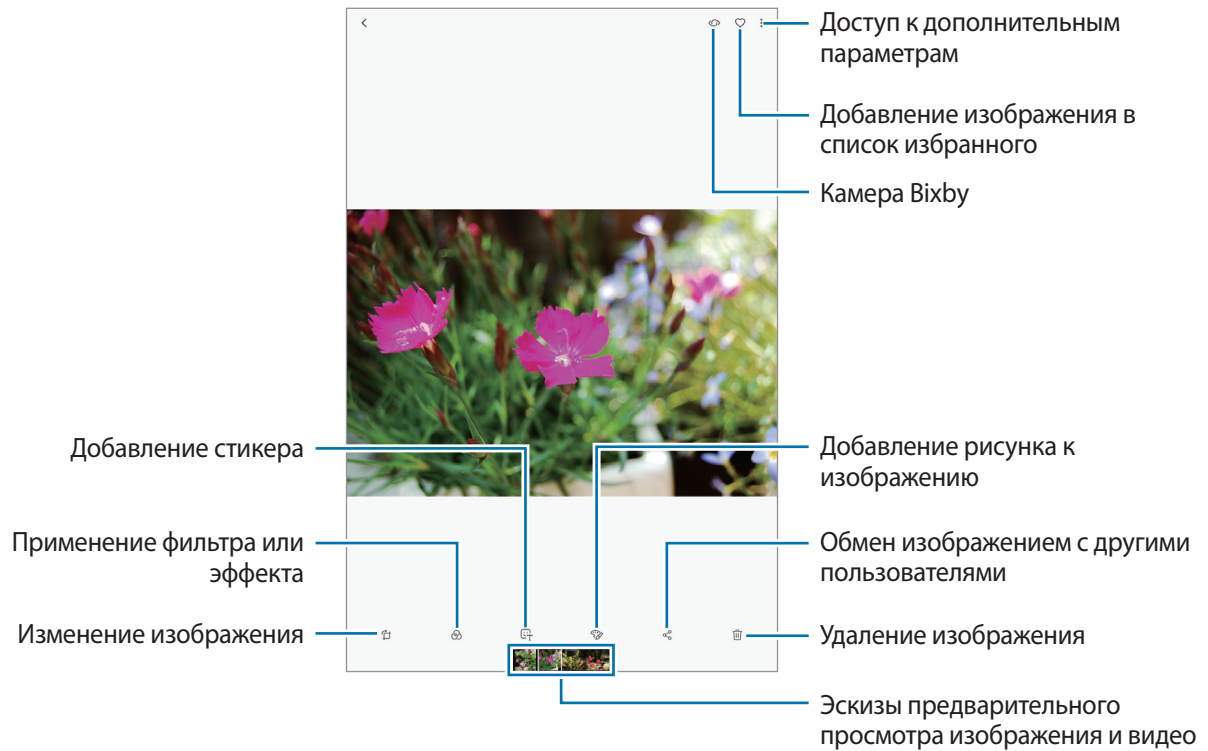 Доступ к дополнительным
параметрам
Добавление изображения в
список избранного
Камера Bixby
Добавление стикера
Добавление рисунка к
изображению
Применение фильтра или
эффекта
Обмен изображением с другими
пользователями
Изменение изображения
Удаление изображения
Эскизы предварительного
просмотра изображения и видео